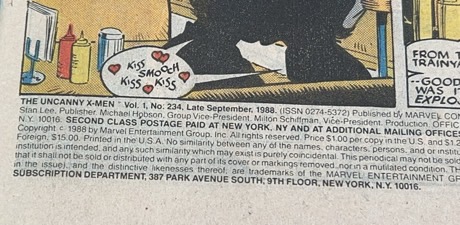 KISS
SMOOCH
KISS KISS
FROM T
TRAINYA
--GOOD
WAS I
EXPLO
THE UNCANNY X-MEN Vol. 1, No: 234, Late September, 1988. (ISSN 0274-5372) Published by MARVEL COM
Stan Lee, Publisher. Michael Hobson, Group Vice-President, Milton Schiffman, Vice-President, Production. OFFIC
N.Y. 10016. SECOND CLASS POSTAGE PAID AT NEW YORK, NY AND AT ADDITIONAL MAILING OFFICES
Copyright © 1988 by Marvel Entertainment Group, Inc. All rights reserved. Price $1.00 per copy in the U.S. and $1.2
Foreign, $15.00. Printed in the U.S.A. No similarity between any of the names, characters, persons, and or institu
institution is intended, and any such similarity which may exist is purely coincidental. This periodical may not be sold
that it shall not be sold or distributed with any part of its cover or markings removed, nor in a mutilated condition. TH
in the issue), and the distinctive likenesses thereof, are trademarks of the MARVEL ENTERTAINMENT GR
SUBSCRIPTION DEPARTMENT, 387 PARK AVENUE SOUTH, 9TH FLOOR, NEW YORK, N.Y. 10016.